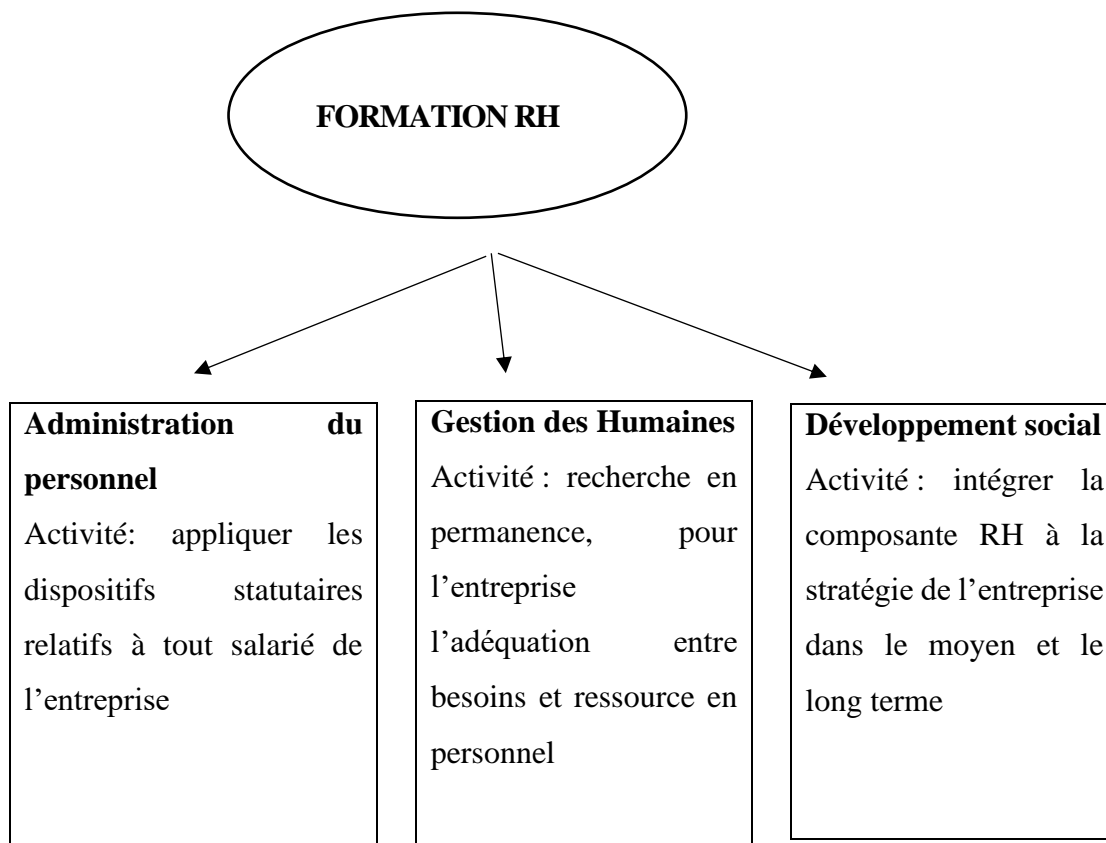 FORMATION RH
Administration du
personnel
Activité: appliquer les
dispositifs statutaires
relatifs à tout salarié de
l’entreprise
Gestion des Humaines
Activité : recherche en
permanence, pour
l’entreprise
l’adéquation entre
besoins et ressource en
personnel
Développement social
Activité : intégrer la
composante RH à la
stratégie de l’entreprise
dans le moyen et le
long terme